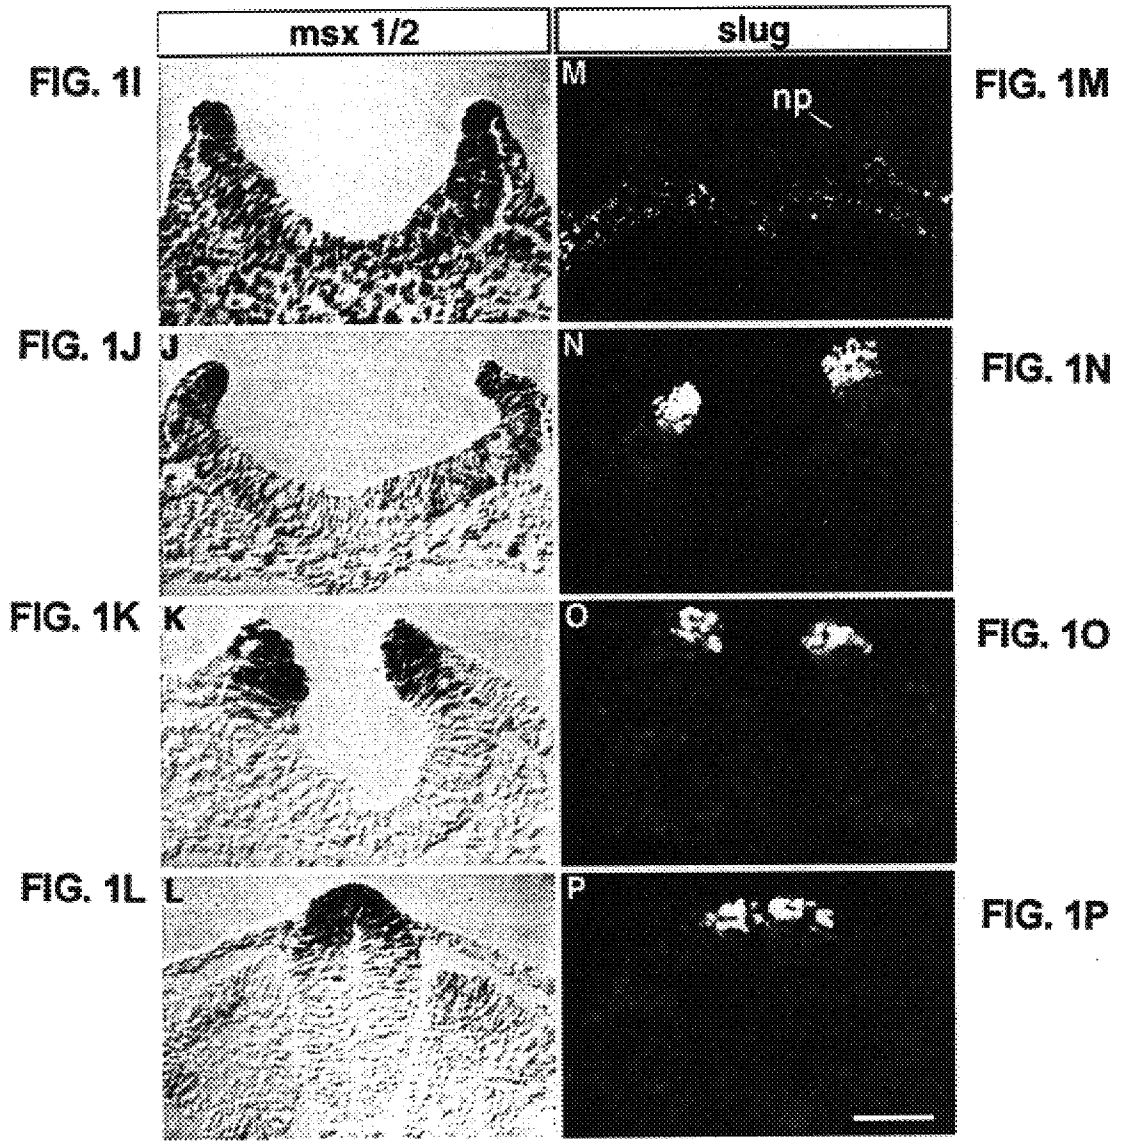 msx 1/2 slug
FIG. 1I M np FIG. 1M
FIG. 1J J N FIG. 1N
FIG. 1K K O FIG. 1O
FIG. 1L L P FIG. 1P